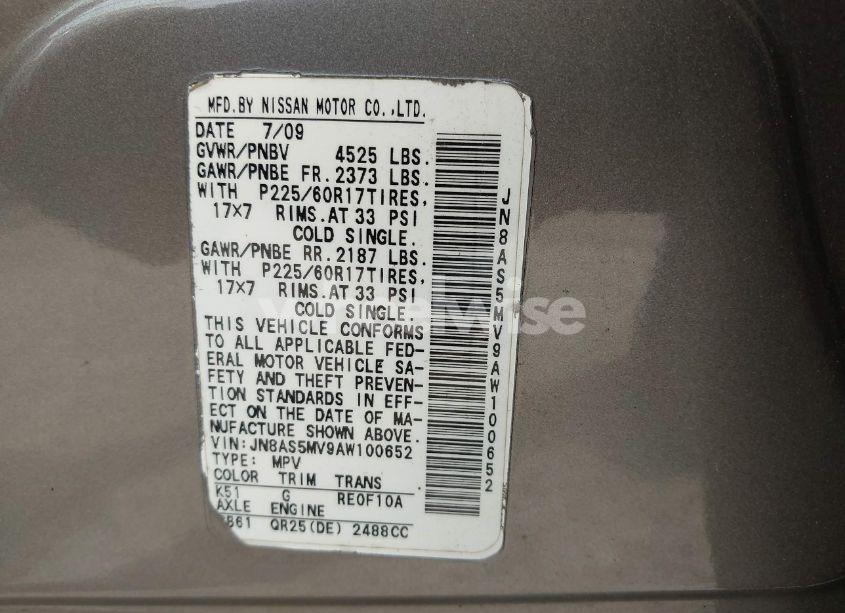 MFD.BY NISSAN MOTOR CO.,LTD.
DATE 7/09
GVWR/PNBV 4525 LBS.
GAWR/PNBE FR.2373 LBS.
WITH P225/60R17TIRES,
17X7 RIMS.AT 33 PSI
COLD SINGLE.
GAWR/PNBE RR.2187 LBS.
WITH P225/60R17TIRES,
17X7 RIMS.AT 33 PSI
COLD SINGLE.
THIS VEHICLE CONFORMS
TO ALL APPLICABLE FED-
ERAL MOTOR VEHICLE SA-
FETY AND THEFT PREVEN-
TION STANDARDS IN EFF-
ECT ON THE DATE OF MA-
NUFACTURE SHOWN ABOVE.
VIN:JN8AS5MV9AW100652
TYPE: MPV
COLOR TRIM TRANS
K51 G RE0F10A
AXLE ENGINE
QR25(DE) 2488CC
JN8AS5MV9AW100652